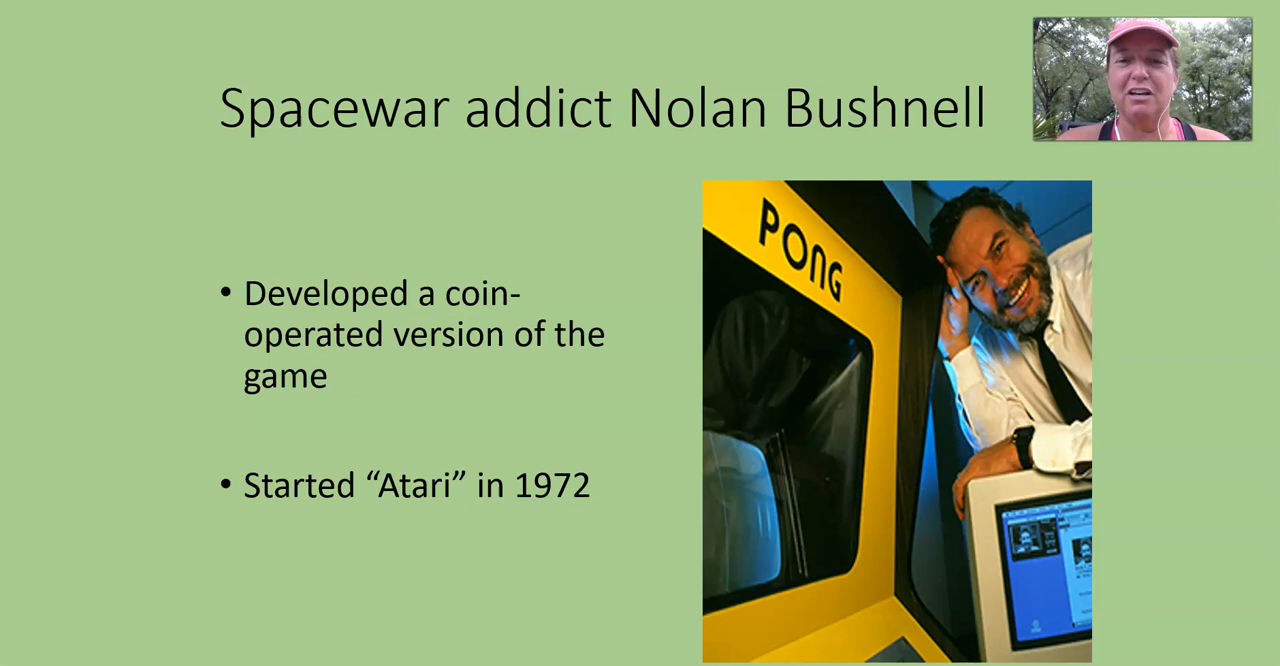 Spacewar addict Nolan Bushnell
• Developed a coin-
operated version of the
game
• Started “Atari” in 1972
PONG